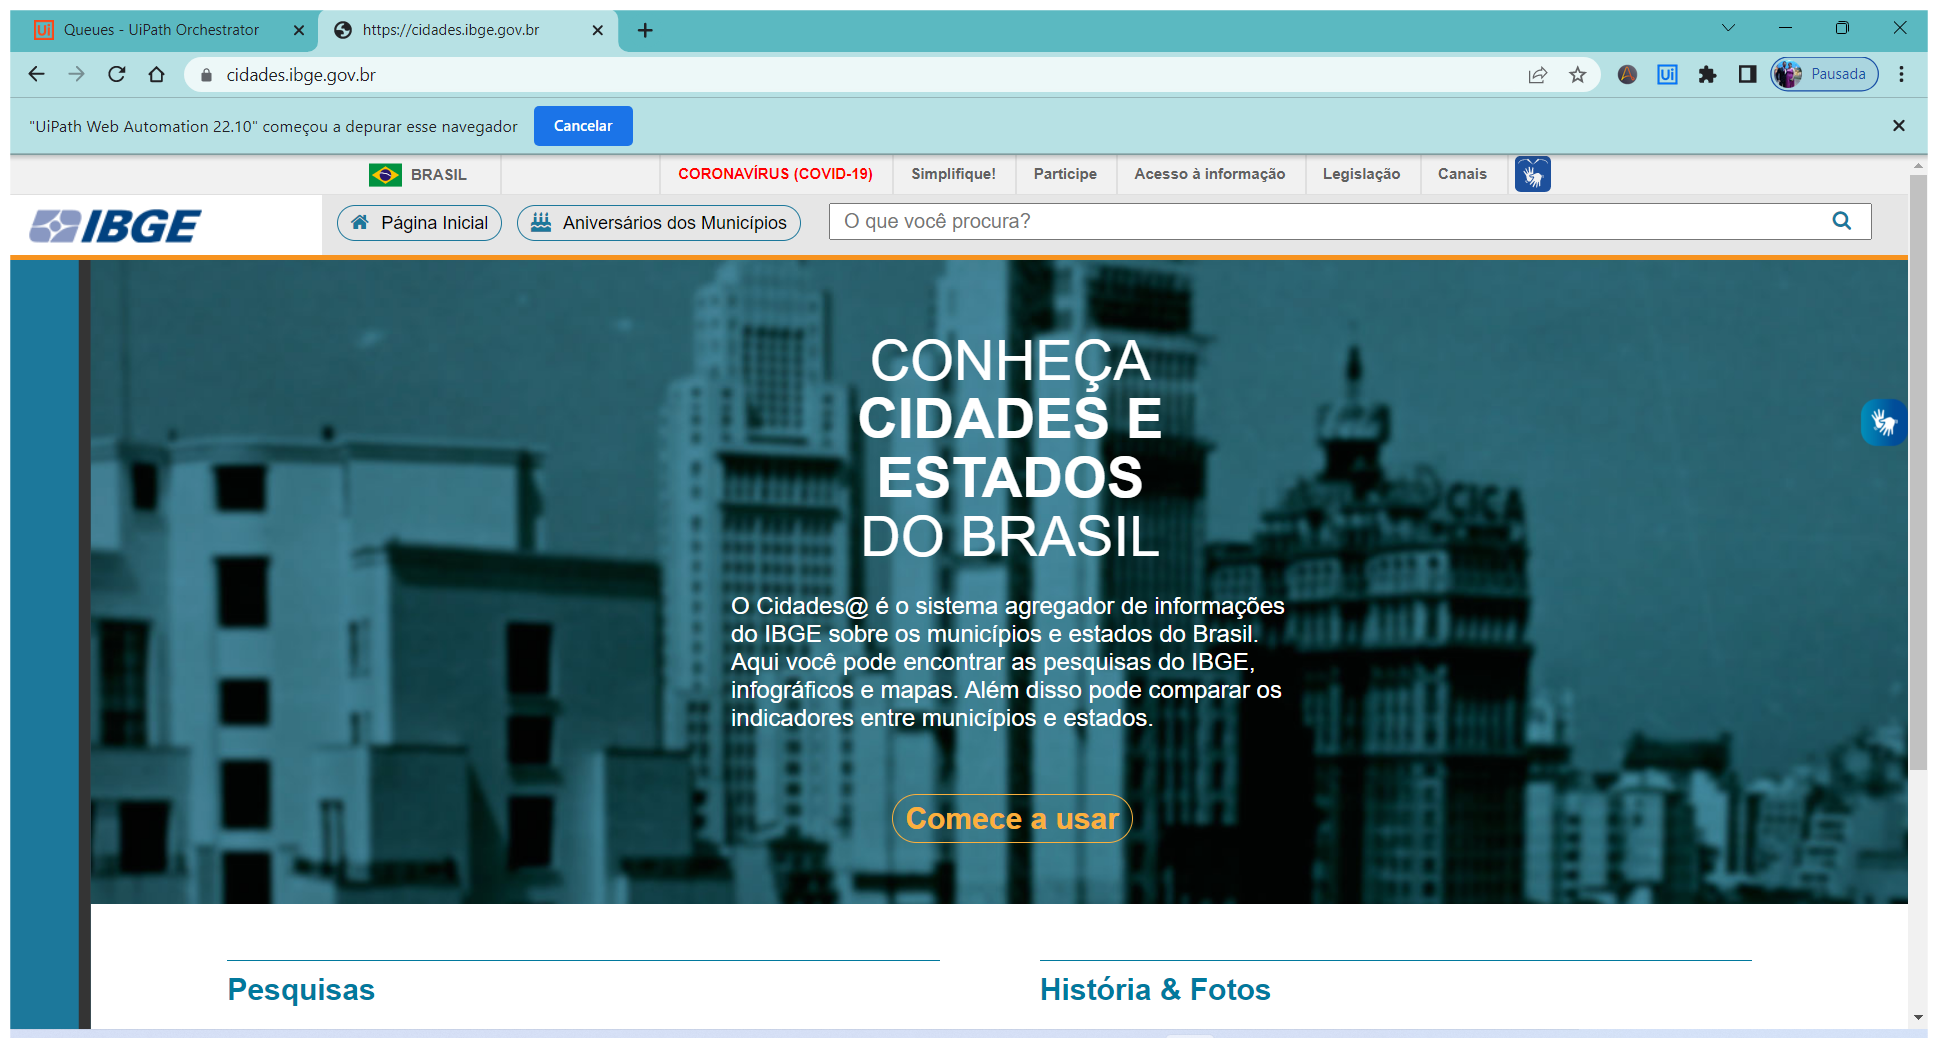 Ui Queues - UiPath Orchestrator
https://cidades.ibge.gov.br
cidades.ibge.gov.br
Ui
Pausada
"UiPath Web Automation 22.10" começou a depurar esse navegador
Cancelar
BRASIL
CORONAVÍRUS (COVID-19)
Simplifique!
Participe
Acesso à informação
Legislação
Canais
IBGE
Página Inicial
Aniversários dos Municípios
O que você procura?
CONHEÇA
CIDADES E
ESTADOS
DO BRASIL
CICA
O Cidades@ é o sistema agregador de informações
do IBGE sobre os municípios e estados do Brasil.
Aqui você pode encontrar as pesquisas do IBGE,
infográficos e mapas. Além disso pode comparar os
indicadores entre municípios e estados.
Comece a usar
Pesquisas
História & Fotos